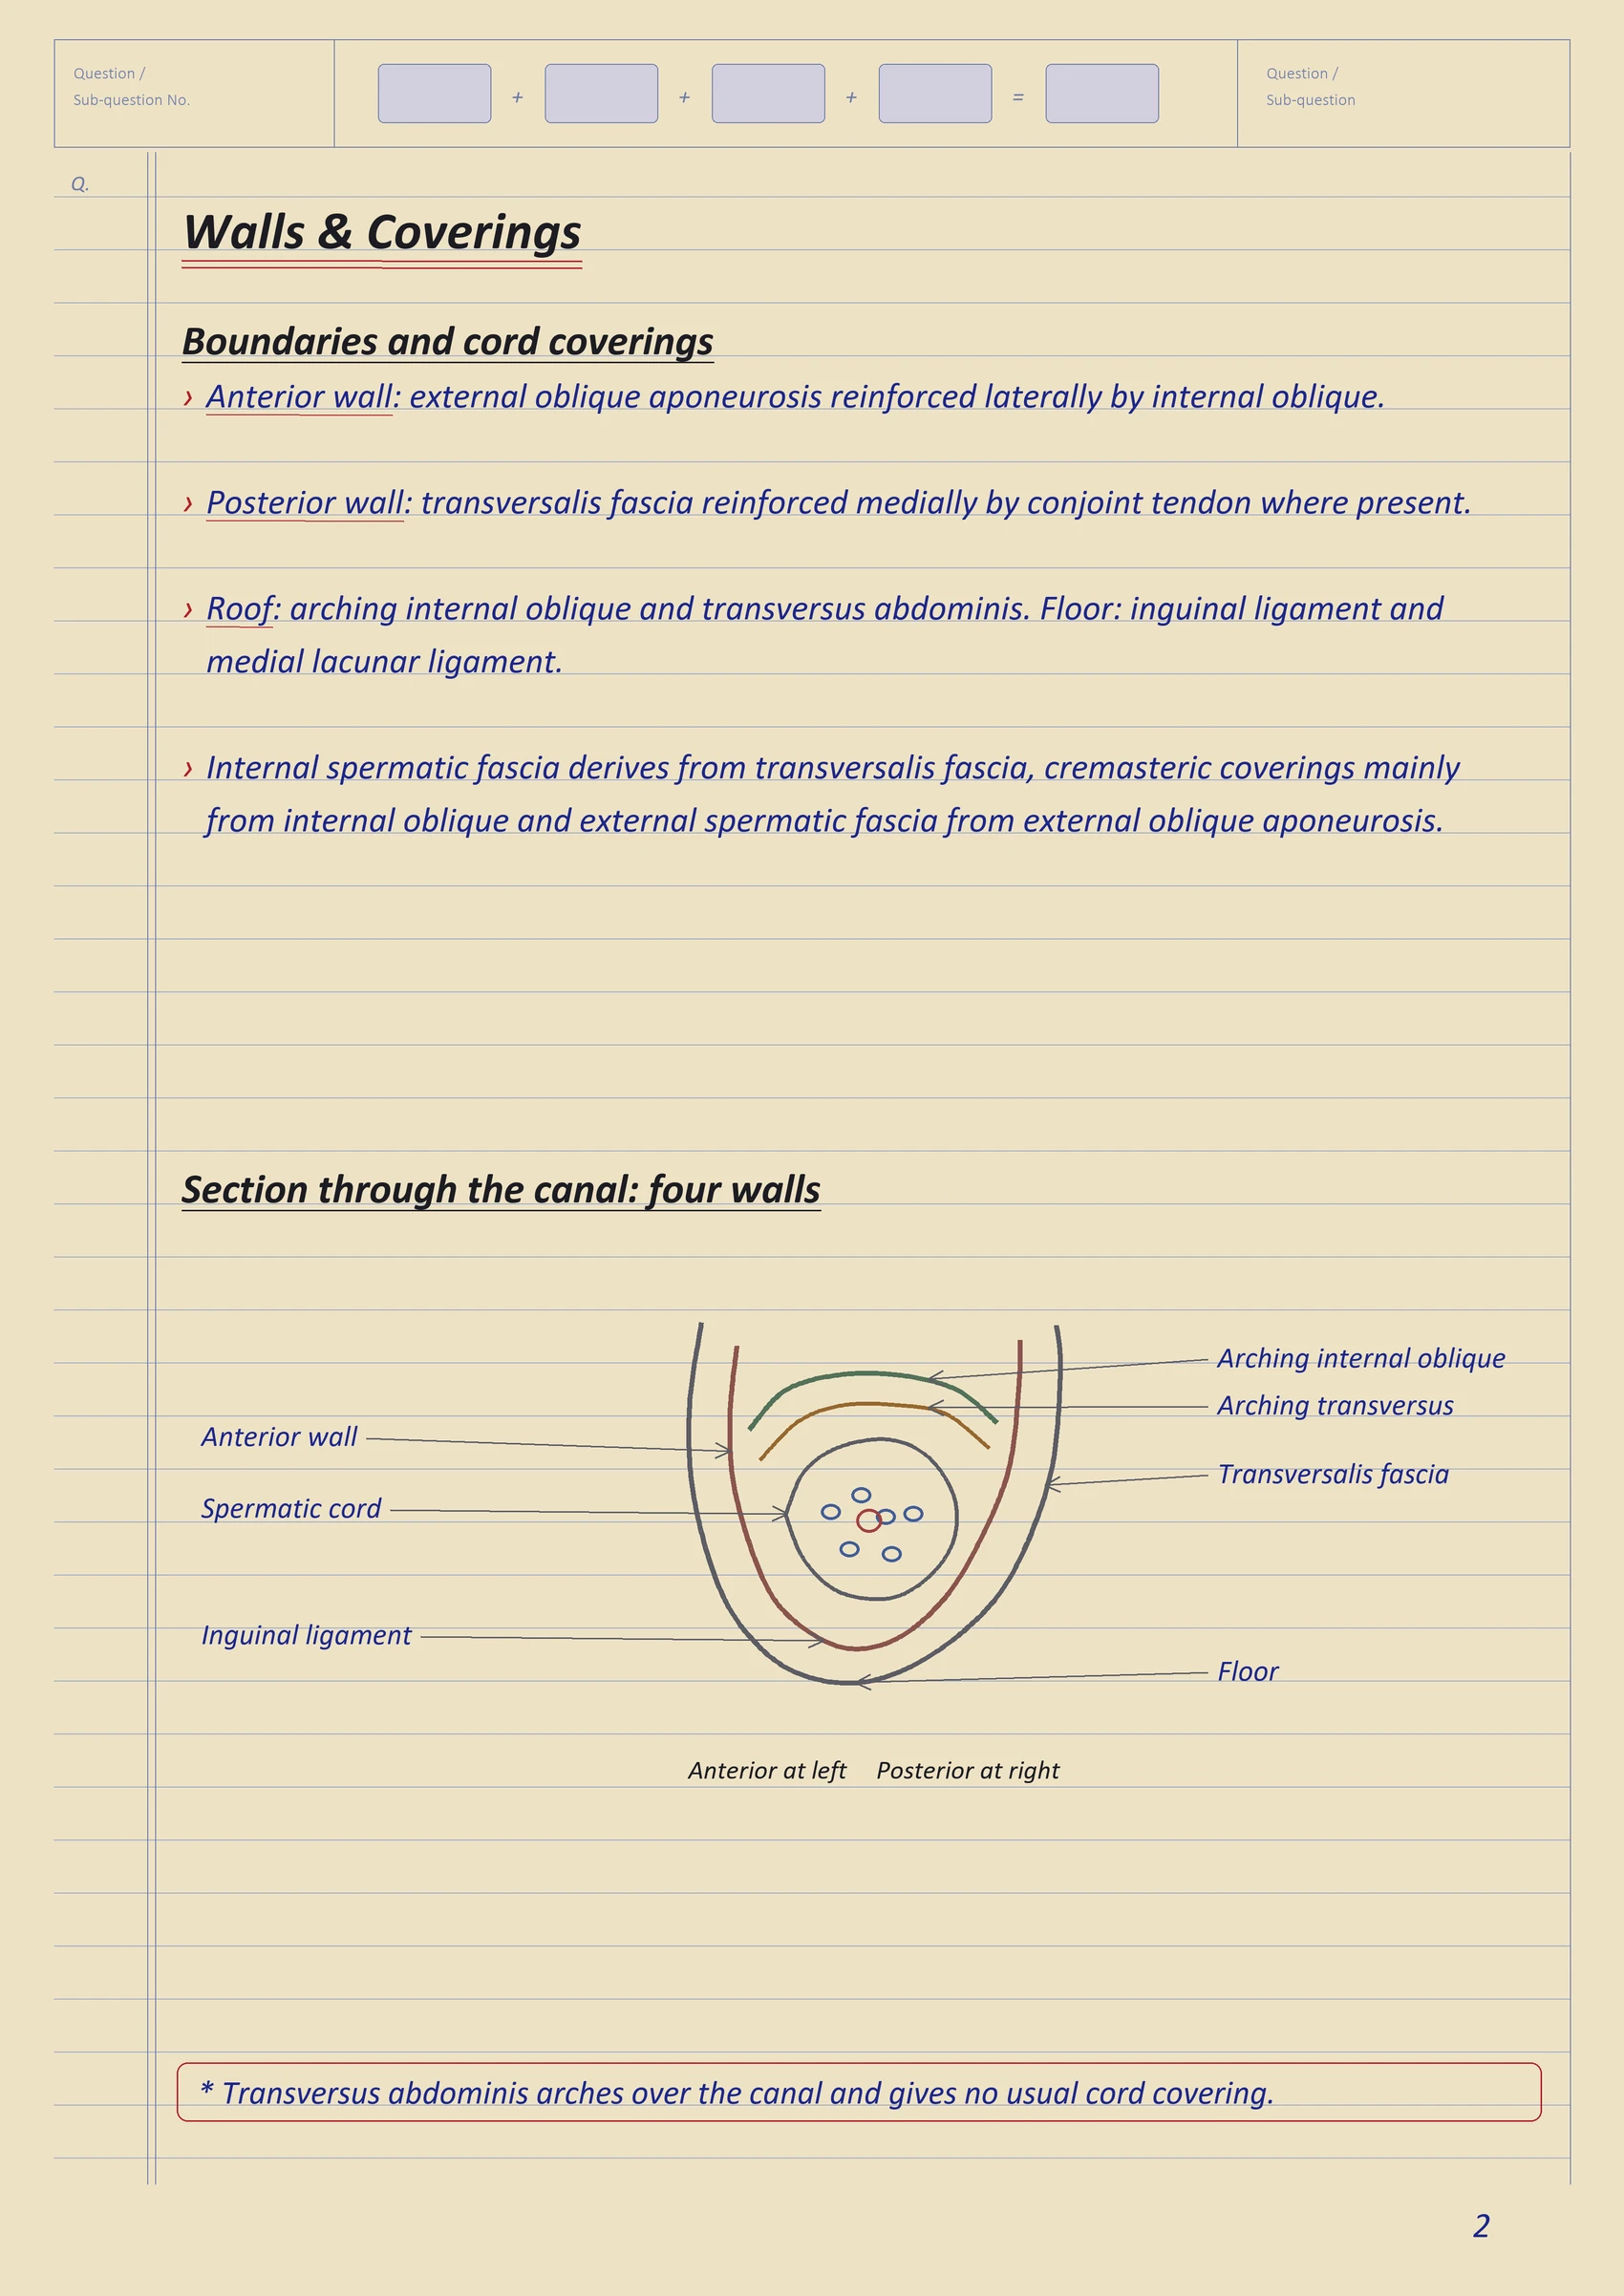 Question /
Sub-question No.
+ + + =
Question /
Sub-question
Q.
Walls & Coverings
Boundaries and cord coverings
› Anterior wall: external oblique aponeurosis reinforced laterally by internal oblique.
› Posterior wall: transversalis fascia reinforced medially by conjoint tendon where present.
› Roof: arching internal oblique and transversus abdominis. Floor: inguinal ligament and
medial lacunar ligament.
› Internal spermatic fascia derives from transversalis fascia, cremasteric coverings mainly
from internal oblique and external spermatic fascia from external oblique aponeurosis.
Section through the canal: four walls
Arching internal oblique
Arching transversus
Anterior wall
Transversalis fascia
Spermatic cord
Inguinal ligament
Floor
Anterior at left Posterior at right
* Transversus abdominis arches over the canal and gives no usual cord covering.
2